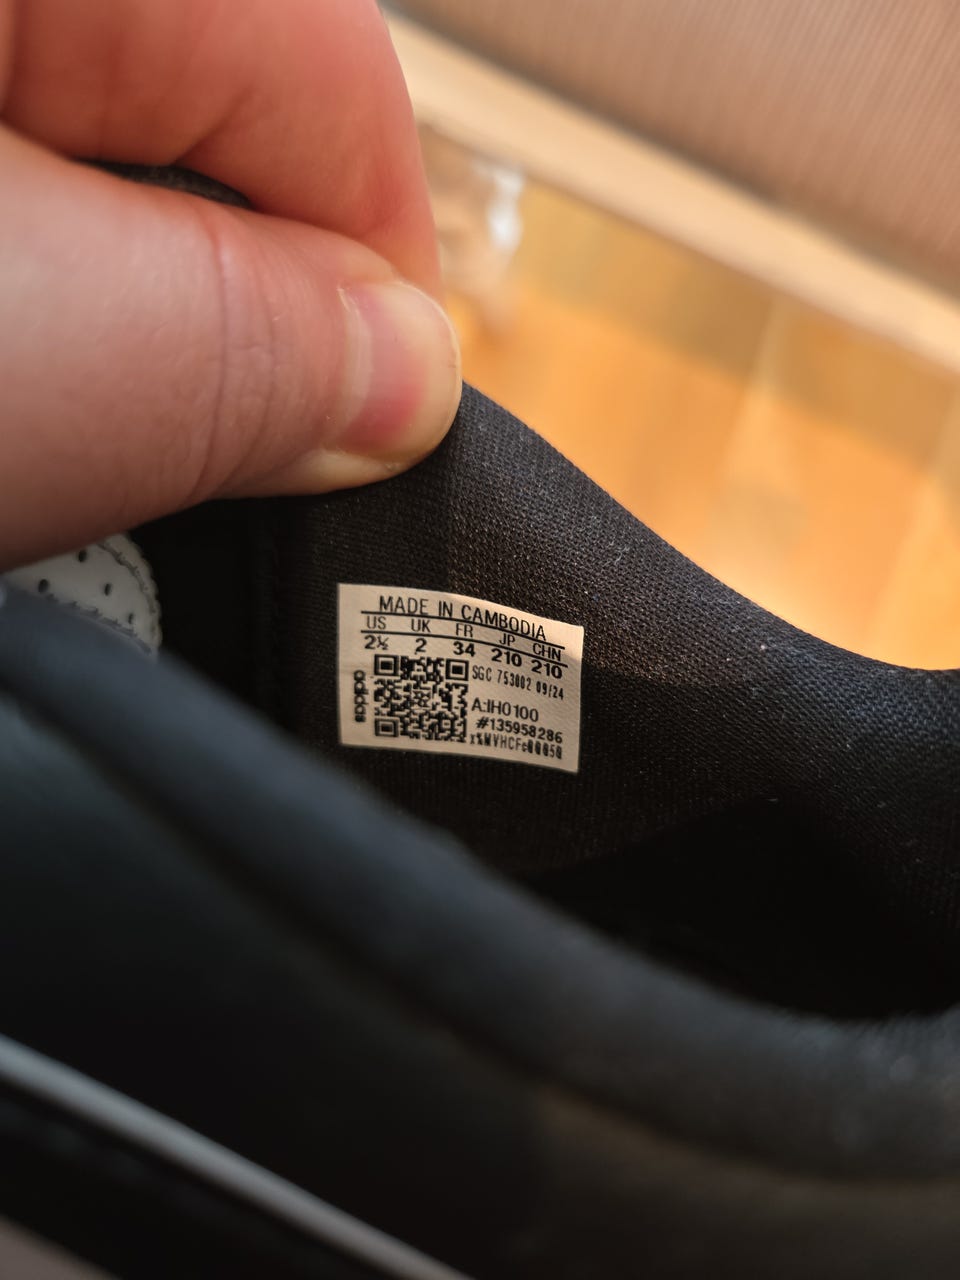 MADE IN CAMBODIA
US UK FR JP CHN
2½ 2 34 210 210
SGC 753002 09/24
adidas
A:IH0100
#135958286